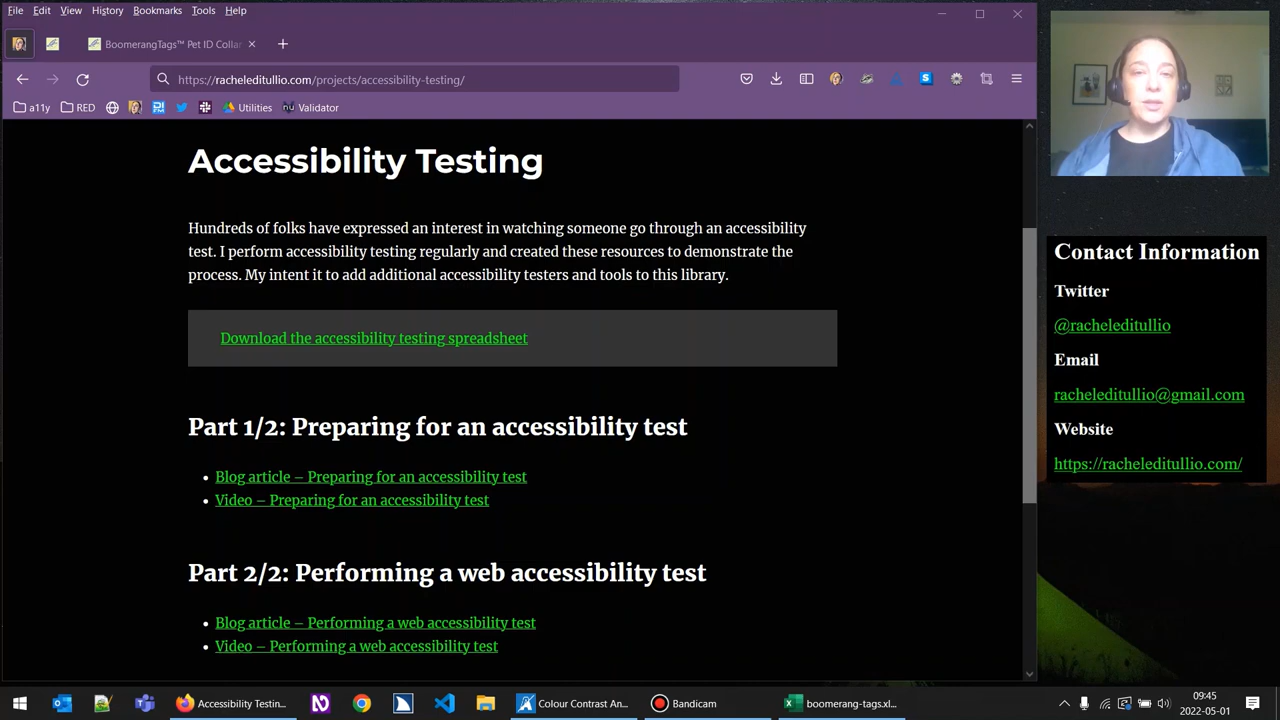 File Edit View History Bookmarks Tools Help
BoomerangTags™ Pet ID Colla
https://racheleditullio.com/projects/accessibility-testing/
a11y RED Utilities Validator
Accessibility Testing
Hundreds of folks have expressed an interest in watching someone go through an accessibility
test. I perform accessibility testing regularly and created these resources to demonstrate the
process. My intent it to add additional accessibility testers and tools to this library.
Download the accessibility testing spreadsheet
Part 1/2: Preparing for an accessibility test
• Blog article – Preparing for an accessibility test
• Video – Preparing for an accessibility test
Part 2/2: Performing a web accessibility test
• Blog article – Performing a web accessibility test
• Video – Performing a web accessibility test
Contact Information
Twitter
@racheleditullio
Email
racheleditullio@gmail.com
Website
https://racheleditullio.com/
Accessibility Testin...
Colour Contrast An...
Bandicam
boomerang-tags.xl...
09:45
2022-05-01